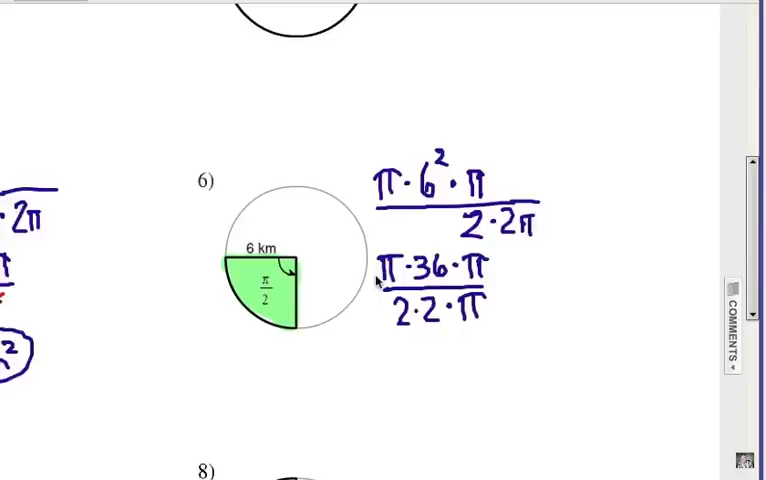 6)
6 km
π
2
π · 6² · π
2 · 2π
π · 36 · π
2 · 2 · π
· 2π
8)
COMMENTS